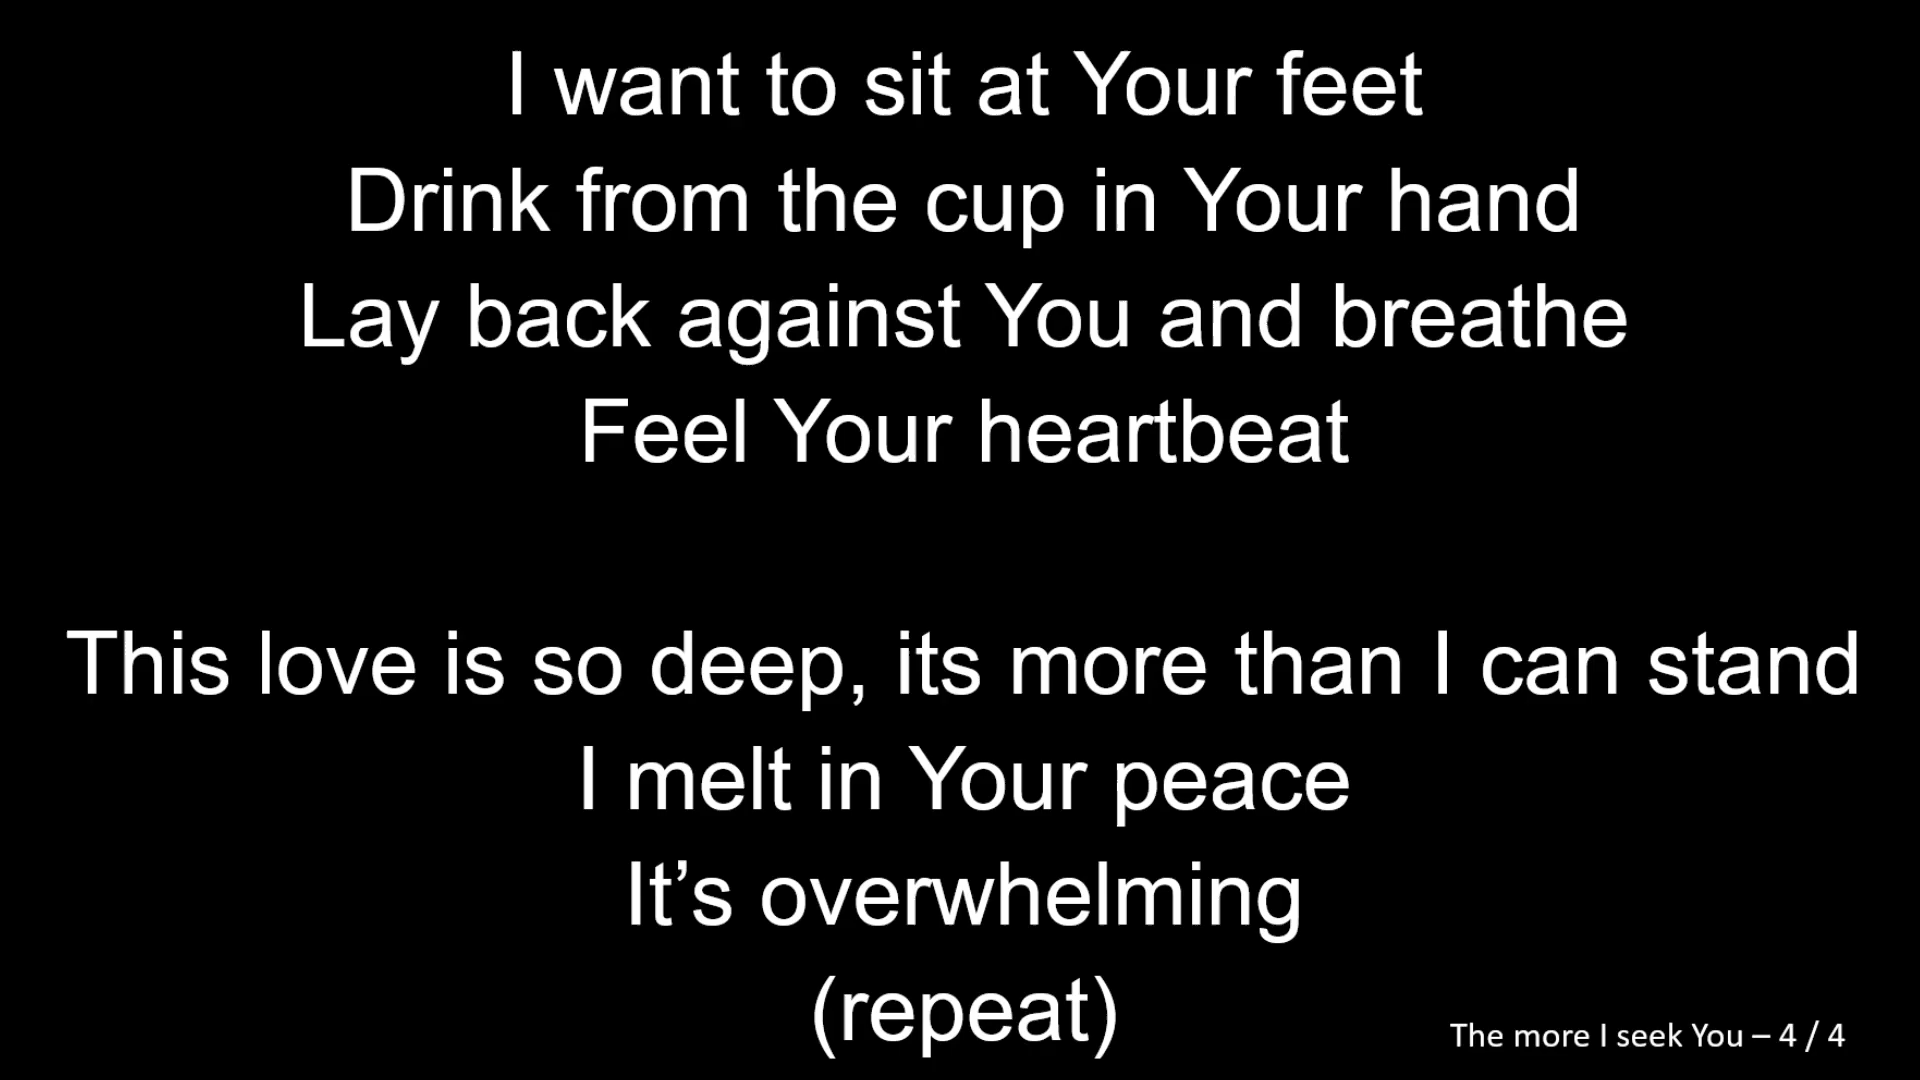 I want to sit at Your feet
Drink from the cup in Your hand
Lay back against You and breathe
Feel Your heartbeat
This love is so deep, its more than I can stand
I melt in Your peace
It’s overwhelming
(repeat)
The more I seek You – 4 / 4